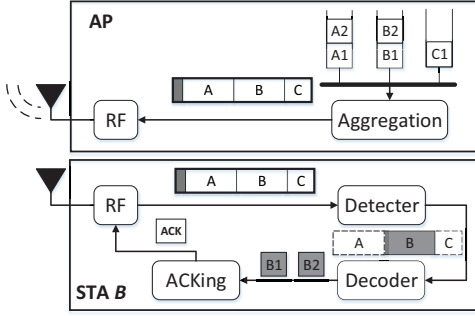 AP
A2 B2
A1 B1 C1
A B C
RF
Aggregation
A B C
RF
Detecter
ACK
A B C
B1 B2
ACKing
Decoder
STA B